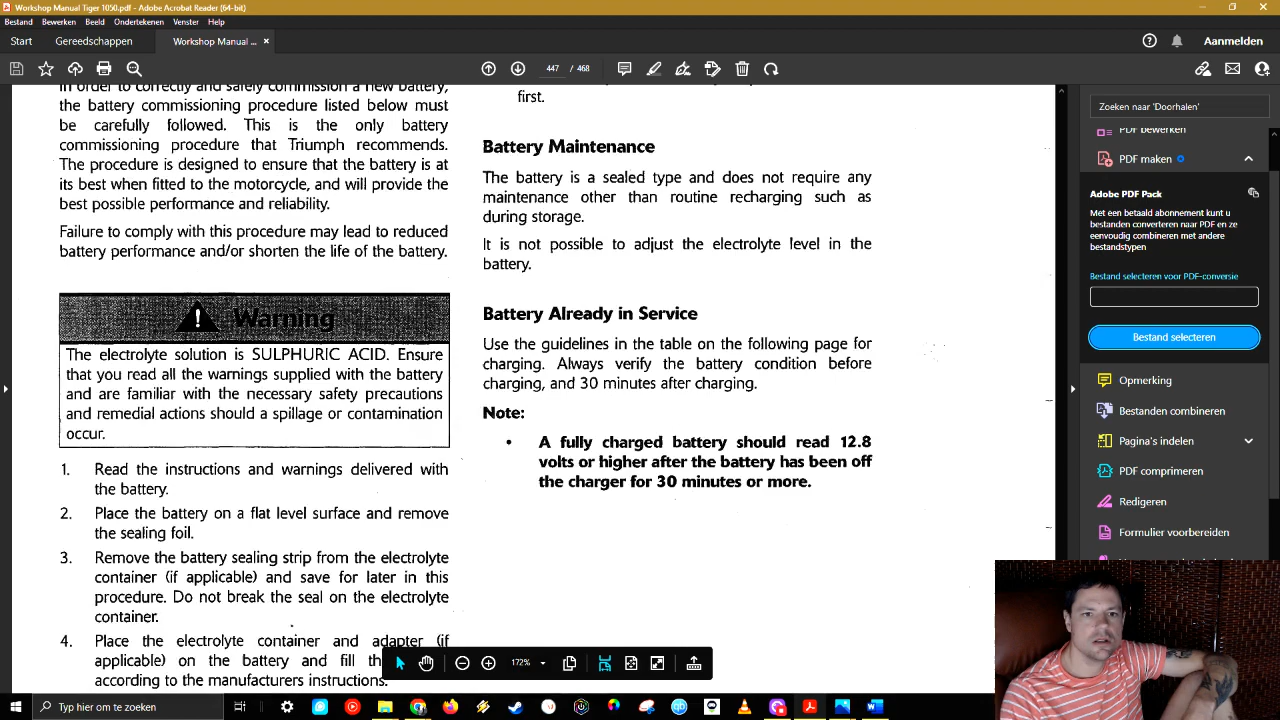 Workshop Manual Tiger 1050.pdf - Adobe Acrobat Reader (64-bit)
Bestand Bewerken Beeld Ondertekenen Venster Help
Start Gereedschappen Workshop Manual ... ×
Aanmelden
447 / 468
in order to correctly and safely commission a new battery,
the battery commissioning procedure listed below must
be carefully followed. This is the only battery
commissioning procedure that Triumph recommends.
The procedure is designed to ensure that the battery is at
its best when fitted to the motorcycle, and will provide the
best possible performance and reliability.
Failure to comply with this procedure may lead to reduced
battery performance and/or shorten the life of the battery.
Warning
The electrolyte solution is SULPHURIC ACID. Ensure
that you read all the warnings supplied with the battery
and are familiar with the necessary safety precautions
and remedial actions should a spillage or contamination
occur.
1. Read the instructions and warnings delivered with
the battery.
2. Place the battery on a flat level surface and remove
the sealing foil.
3. Remove the battery sealing strip from the electrolyte
container (if applicable) and save for later in this
procedure. Do not break the seal on the electrolyte
container.
4. Place the electrolyte container and adapter (if
applicable) on the battery and fill
according to the manufacturers instructions.
first.
Battery Maintenance
The battery is a sealed type and does not require any
maintenance other than routine recharging such as
during storage.
It is not possible to adjust the electrolyte level in the
battery.
Battery Already in Service
Use the guidelines in the table on the following page for
charging. Always verify the battery condition before
charging, and 30 minutes after charging.
Note:
• A fully charged battery should read 12.8
volts or higher after the battery has been off
the charger for 30 minutes or more.
172%
Zoeken naar 'Doorhalen'
PDF bewerken
PDF maken
Adobe PDF Pack
Met een betaald abonnement kunt u
bestanden converteren naar PDF en ze
eenvoudig combineren met andere
bestandstypen
Bestand selecteren voor PDF-conversie
Bestand selecteren
Opmerking
Bestanden combineren
Pagina's indelen
PDF comprimeren
Redigeren
Formulier voorbereiden
Typ hier om te zoeken